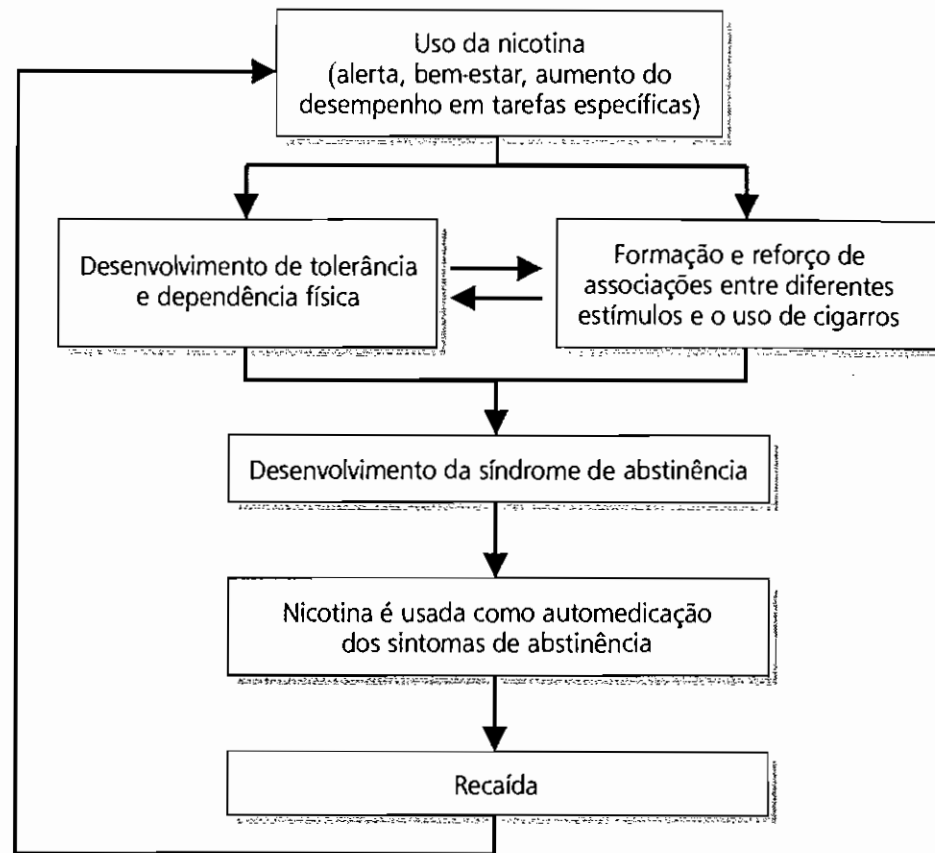 Uso da nicotina
(alerta, bem-estar, aumento do
desempenho em tarefas específicas)
Desenvolvimento de tolerância
e dependência física
Formação e reforço de
associações entre diferentes
estímulos e o uso de cigarros
Desenvolvimento da síndrome de abstinência
Nicotina é usada como automedicação
dos sintomas de abstinência
Recaída